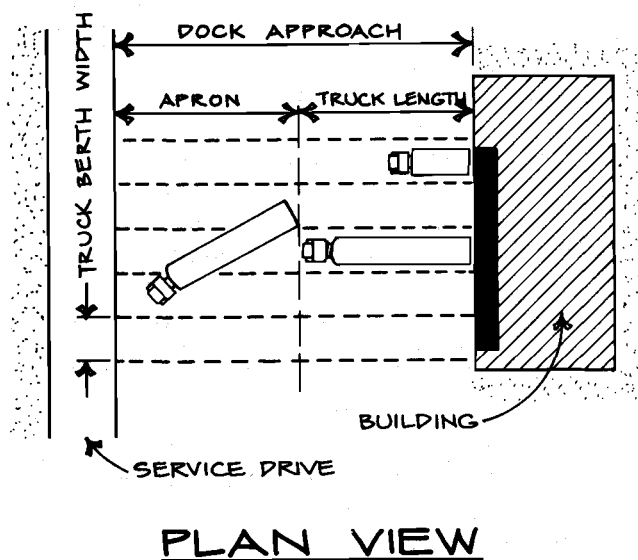 DOCK APPROACH
APRON
TRUCK LENGTH
TRUCK BERTH WIDTH
BUILDING
SERVICE DRIVE
PLAN VIEW